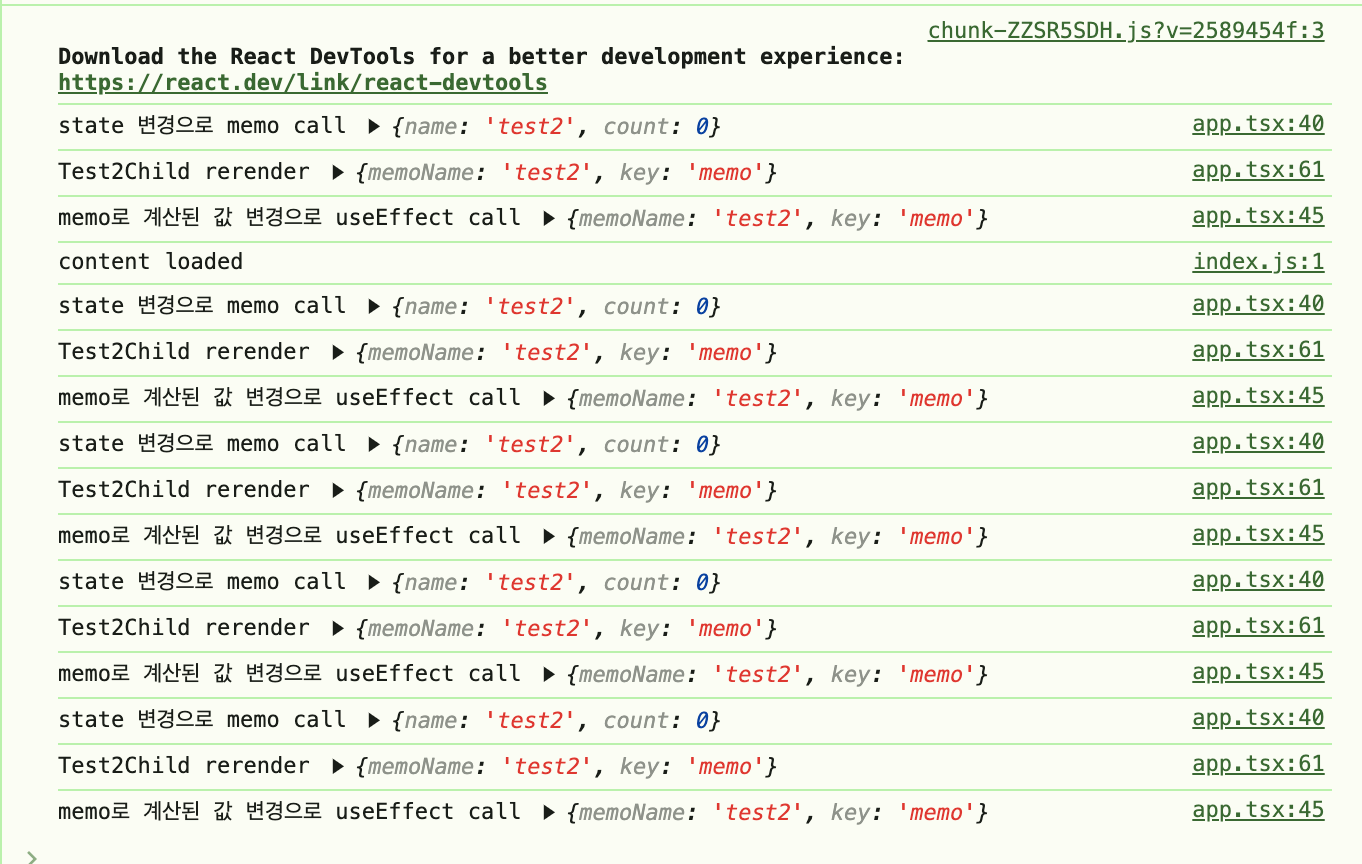 chunk-ZZSR5SDH.js?v=2589454f:3
Download the React DevTools for a better development experience:
https://react.dev/link/react-devtools
state 변경으로 memo call ▶ {name: 'test2', count: 0} app.tsx:40
Test2Child rerender ▶ {memoName: 'test2', key: 'memo'} app.tsx:61
memo로 계산된 값 변경으로 useEffect call ▶ {memoName: 'test2', key: 'memo'} app.tsx:45
content loaded index.js:1
state 변경으로 memo call ▶ {name: 'test2', count: 0} app.tsx:40
Test2Child rerender ▶ {memoName: 'test2', key: 'memo'} app.tsx:61
memo로 계산된 값 변경으로 useEffect call ▶ {memoName: 'test2', key: 'memo'} app.tsx:45
state 변경으로 memo call ▶ {name: 'test2', count: 0} app.tsx:40
Test2Child rerender ▶ {memoName: 'test2', key: 'memo'} app.tsx:61
memo로 계산된 값 변경으로 useEffect call ▶ {memoName: 'test2', key: 'memo'} app.tsx:45
state 변경으로 memo call ▶ {name: 'test2', count: 0} app.tsx:40
Test2Child rerender ▶ {memoName: 'test2', key: 'memo'} app.tsx:61
memo로 계산된 값 변경으로 useEffect call ▶ {memoName: 'test2', key: 'memo'} app.tsx:45
state 변경으로 memo call ▶ {name: 'test2', count: 0} app.tsx:40
Test2Child rerender ▶ {memoName: 'test2', key: 'memo'} app.tsx:61
memo로 계산된 값 변경으로 useEffect call ▶ {memoName: 'test2', key: 'memo'} app.tsx:45